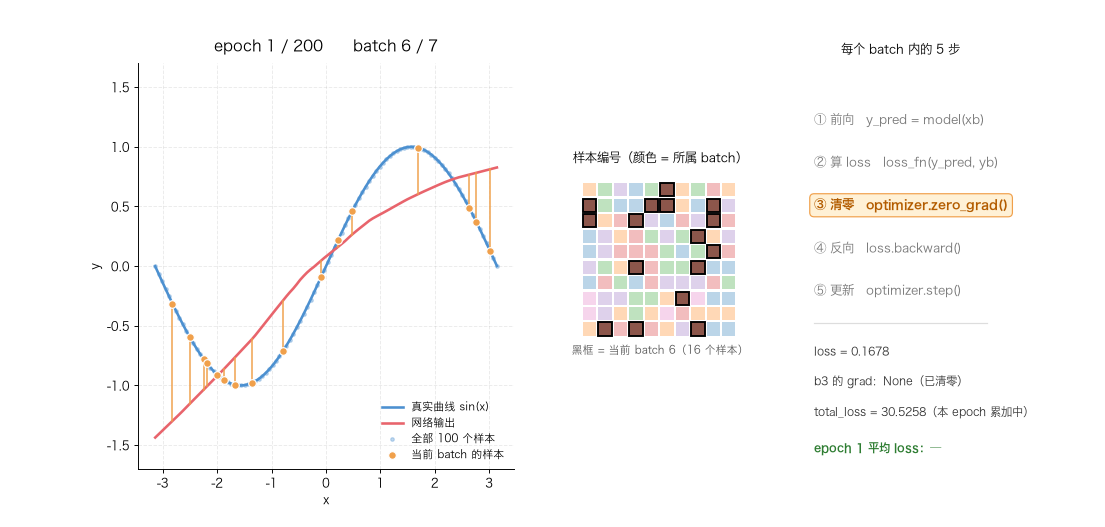 epoch 1 / 200 batch 6 / 7
1.5
1.0
0.5
0.0
-0.5
-1.0
-1.5
y
-3
-2
-1
0
1
2
3
x
真实曲线 sin(x)
网络输出
全部 100 个样本
当前 batch 的样本
样本编号（颜色 = 所属 batch）
黑框 = 当前 batch 6（16 个样本）
每个 batch 内的 5 步
① 前向 y_pred = model(xb)
② 算 loss loss_fn(y_pred, yb)
③ 清零 optimizer.zero_grad()
④ 反向 loss.backward()
⑤ 更新 optimizer.step()
loss = 0.1678
b3 的 grad：None（已清零）
total_loss = 30.5258（本 epoch 累加中）
epoch 1 平均 loss：—